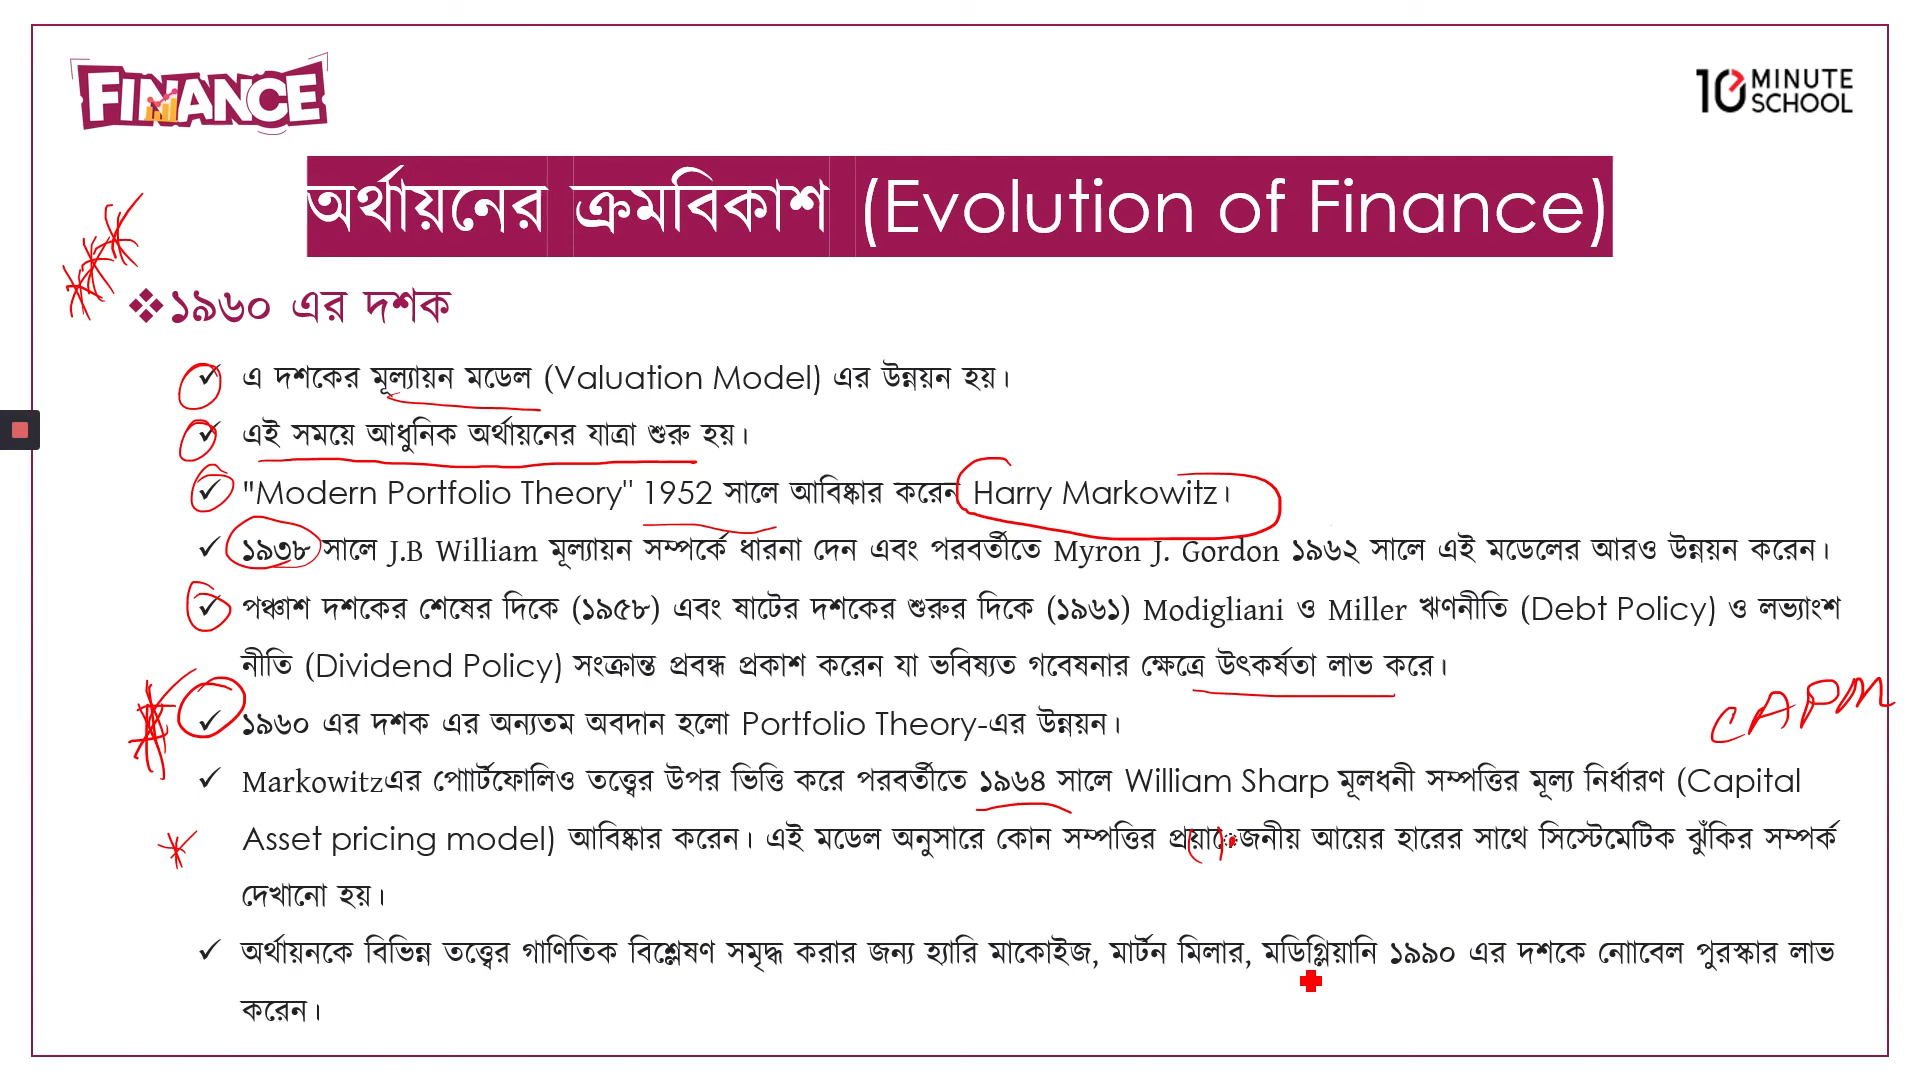 FINANCE
10 MINUTE SCHOOL
অর্থায়নের ক্রমবিকাশ (Evolution of Finance)
❖১৯৬০ এর দশক
✓ এ দশকের মূল্যায়ন মডেল (Valuation Model) এর উন্নয়ন হয়।
✓ এই সময়ে আধুনিক অর্থায়নের যাত্রা শুরু হয়।
✓ "Modern Portfolio Theory" 1952 সালে আবিষ্কার করেন Harry Markowitz।
✓ ১৯৩৮ সালে J.B William মূল্যায়ন সম্পর্কে ধারনা দেন এবং পরবর্তীতে Myron J. Gordon ১৯৬২ সালে এই মডেলের আরও উন্নয়ন করেন।
✓ পঞ্চাশ দশকের শেষের দিকে (১৯৫৮) এবং ষাটের দশকের শুরুর দিকে (১৯৬১) Modigliani ও Miller ঋণনীতি (Debt Policy) ও লভ্যাংশ
নীতি (Dividend Policy) সংক্রান্ত প্রবন্ধ প্রকাশ করেন যা ভবিষ্যত গবেষনার ক্ষেত্রে উৎকর্ষতা লাভ করে।
CAPM
✓ ১৯৬০ এর দশক এর অন্যতম অবদান হলো Portfolio Theory-এর উন্নয়ন।
✓ Markowitzএর পোার্টফোলিও তত্ত্বের উপর ভিত্তি করে পরবর্তীতে ১৯৬৪ সালে William Sharp মূলধনী সম্পত্তির মূল্য নির্ধারণ (Capital
Asset pricing model) আবিষ্কার করেন। এই মডেল অনুসারে কোন সম্পত্তির প্রয়ােজনীয় আয়ের হারের সাথে সিস্টেমেটিক ঝুঁকির সম্পর্ক
দেখানো হয়।
✓ অর্থায়নকে বিভিন্ন তত্ত্বের গাণিতিক বিশ্লেষণ সমৃদ্ধ করার জন্য হ্যারি মাকোইজ, মার্টন মিলার, মডিগ্লিয়ানি ১৯৯০ এর দশকে নোাবেল পুরস্কার লাভ
করেন।